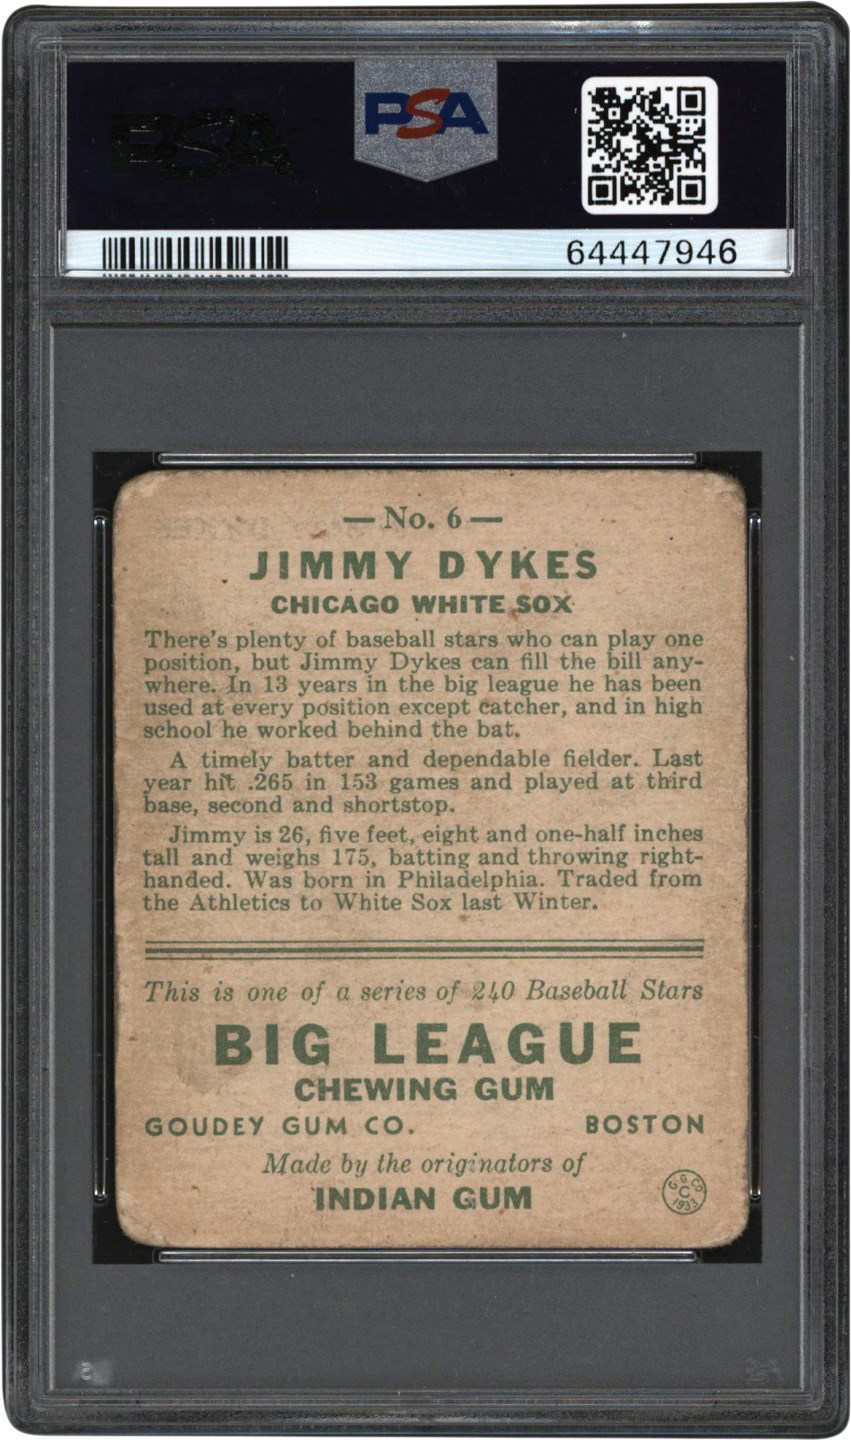 PSA
PSA
64447946
— No. 6 —
JIMMY DYKES
CHICAGO WHITE SOX
There's plenty of baseball stars who can play one
position, but Jimmy Dykes can fill the bill any-
where. In 13 years in the big league he has been
used at every position except catcher, and in high
school he worked behind the bat.
A timely batter and dependable fielder. Last
year hit .265 in 153 games and played at third
base, second and shortstop.
Jimmy is 26, five feet, eight and one-half inches
tall and weighs 175, batting and throwing right-
handed. Was born in Philadelphia. Traded from
the Athletics to White Sox last Winter.
This is one of a series of 240 Baseball Stars
BIG LEAGUE
CHEWING GUM
GOUDEY GUM CO. BOSTON
Made by the originators of
INDIAN GUM
G. G. CO.
C
1933